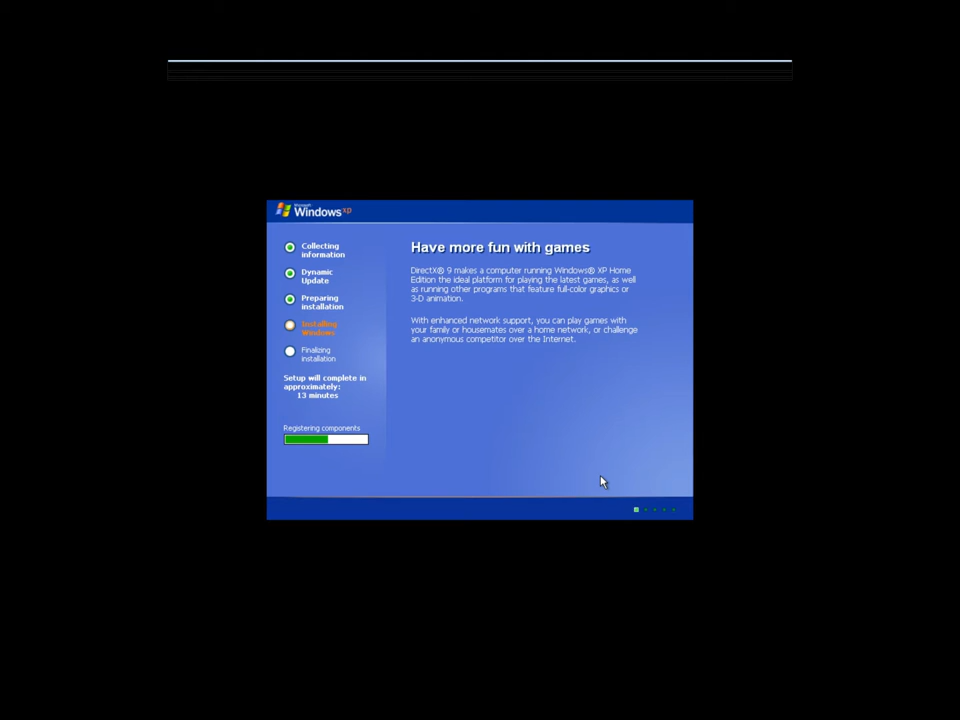 Microsoft
Windows xp
Collecting
information
Dynamic
Update
Preparing
installation
Installing
Windows
Finalizing
installation
Setup will complete in
approximately:
13 minutes
Registering components
Have more fun with games
DirectX® 9 makes a computer running Windows® XP Home
Edition the ideal platform for playing the latest games, as well
as running other programs that feature full-color graphics or
3-D animation.
With enhanced network support, you can play games with
your family or housemates over a home network, or challenge
an anonymous competitor over the Internet.